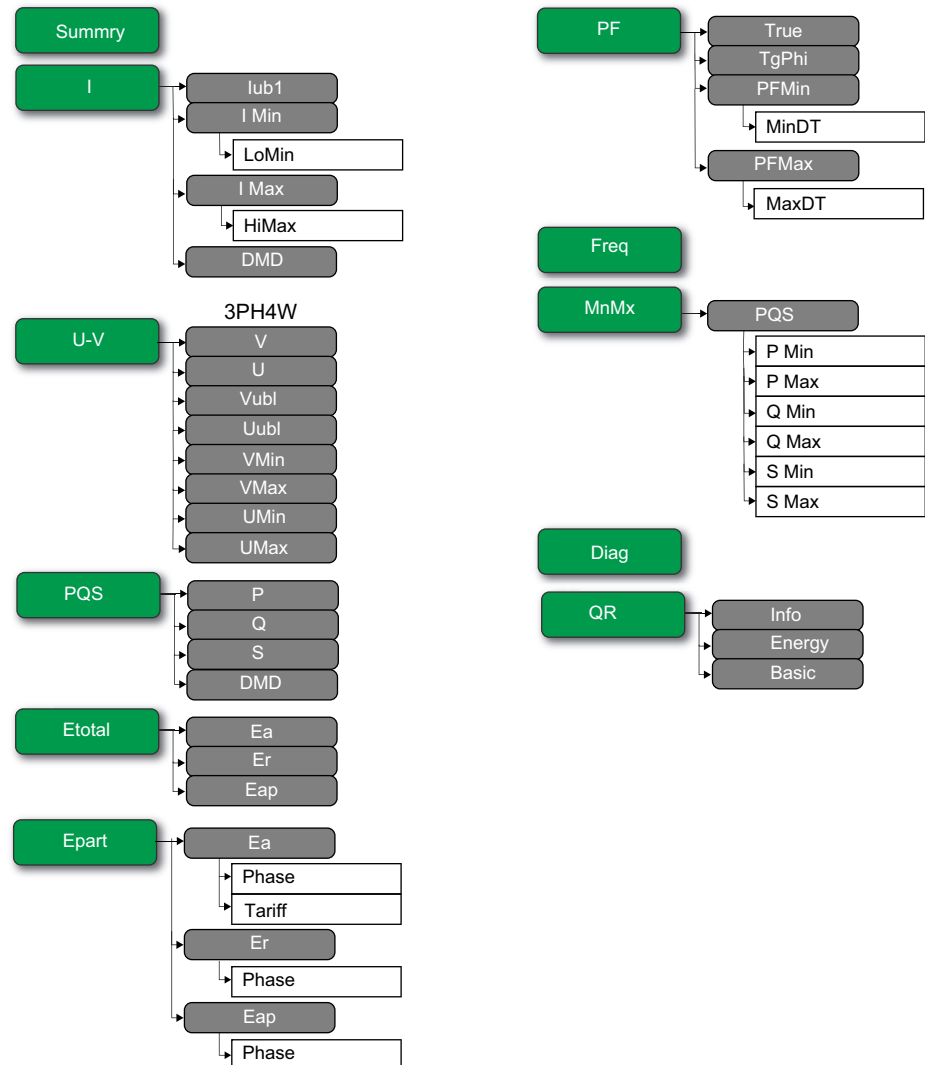 Summry
I
Iub1
I Min
LoMin
I Max
HiMax
DMD
3PH4W
U-V
V
U
Vubl
Uubl
VMin
VMax
UMin
UMax
PQS
P
Q
S
DMD
Etotal
Ea
Er
Eap
Epart
Ea
Phase
Tariff
Er
Phase
Eap
Phase
PF
True
TgPhi
PFMin
MinDT
PFMax
MaxDT
Freq
MnMx
PQS
P Min
P Max
Q Min
Q Max
S Min
S Max
Diag
QR
Info
Energy
Basic